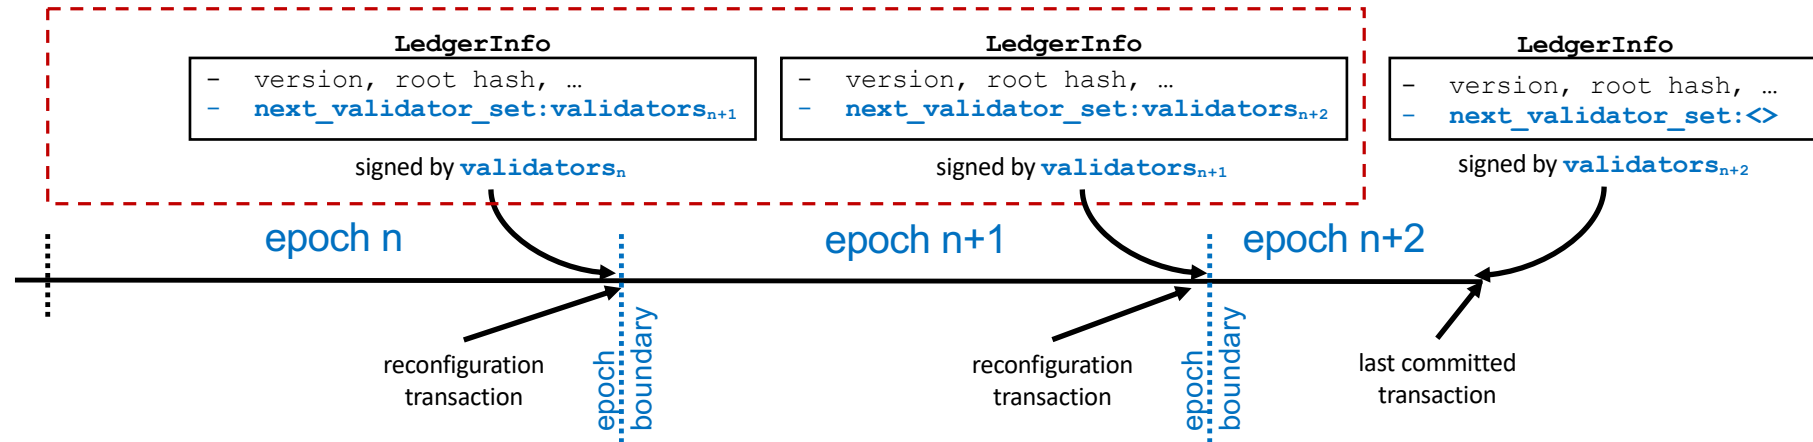 LedgerInfo
- version, root hash, …
- next_validator_set:validatorsn+1
signed by validatorsn
LedgerInfo
- version, root hash, …
- next_validator_set:validatorsn+2
signed by validatorsn+1
LedgerInfo
- version, root hash, …
- next_validator_set:<>
signed by validatorsn+2
epoch n
epoch n+1
epoch n+2
reconfiguration
transaction
epoch
boundary
reconfiguration
transaction
epoch
boundary
last committed
transaction